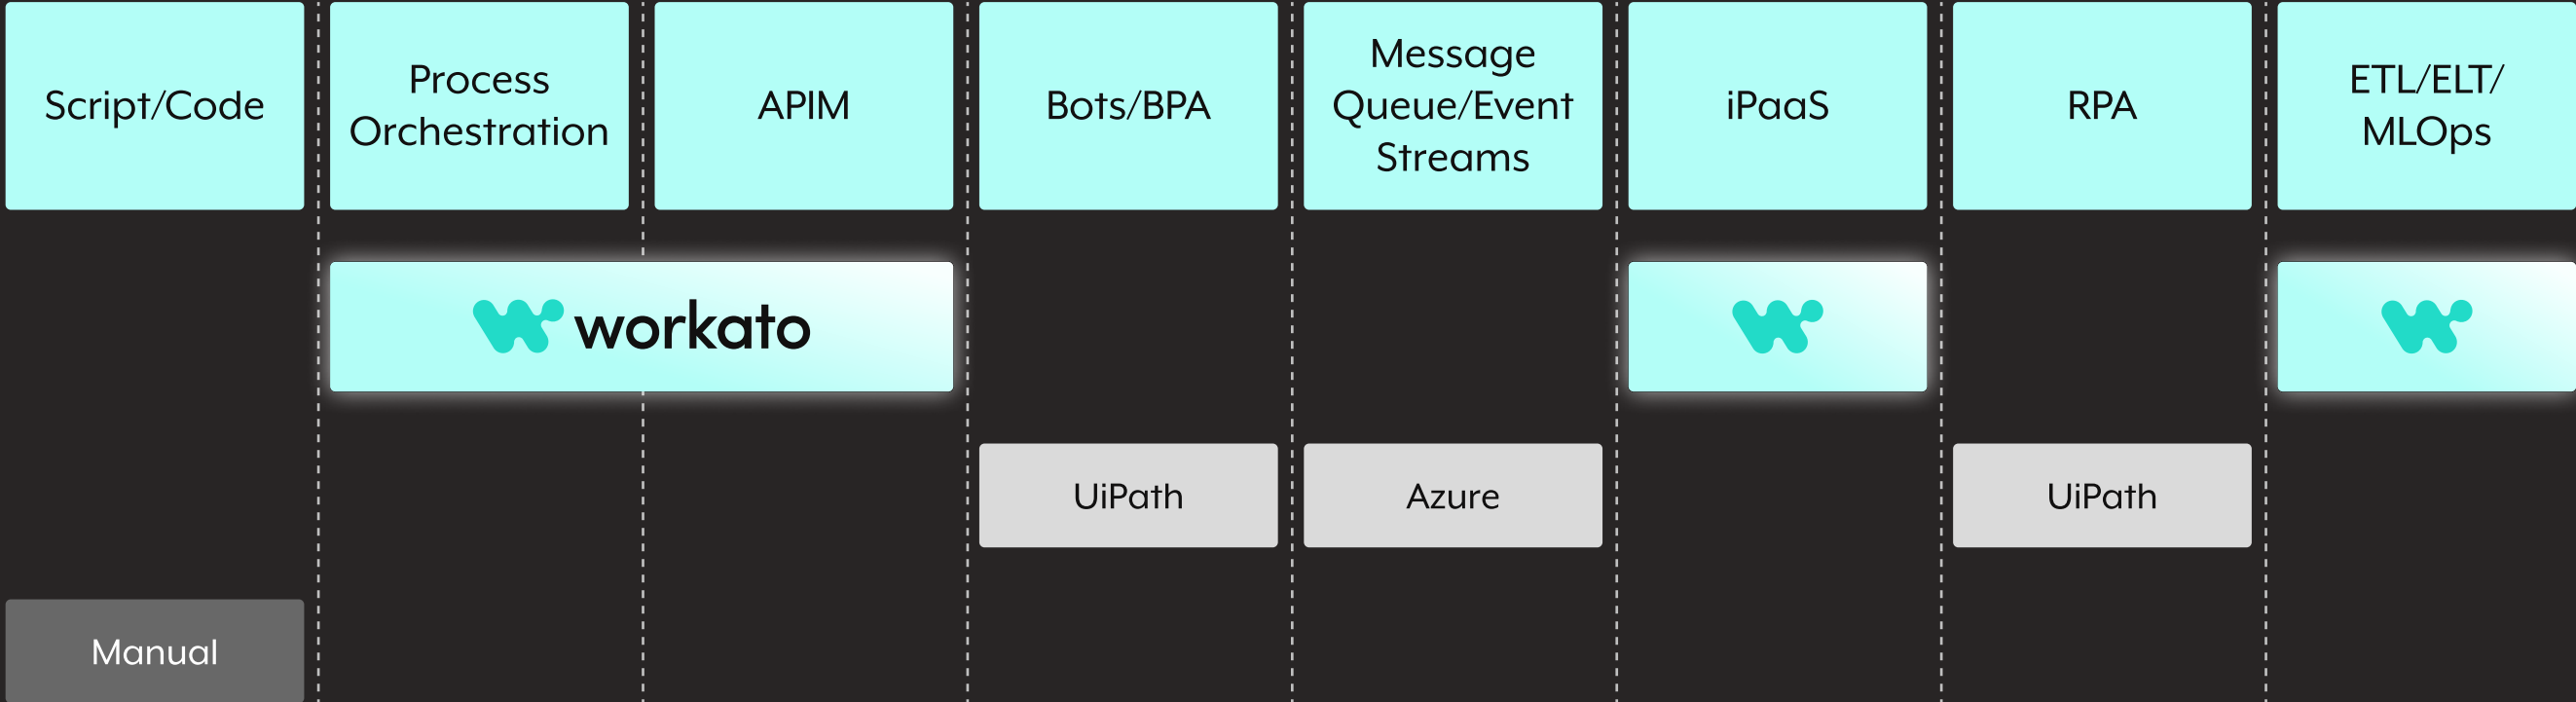 Script/Code
Process
Orchestration
APIM
Bots/BPA
Message
Queue/Event
Streams
iPaaS
RPA
ETL/ELT/
MLOps
workato
UiPath
Azure
UiPath
Manual